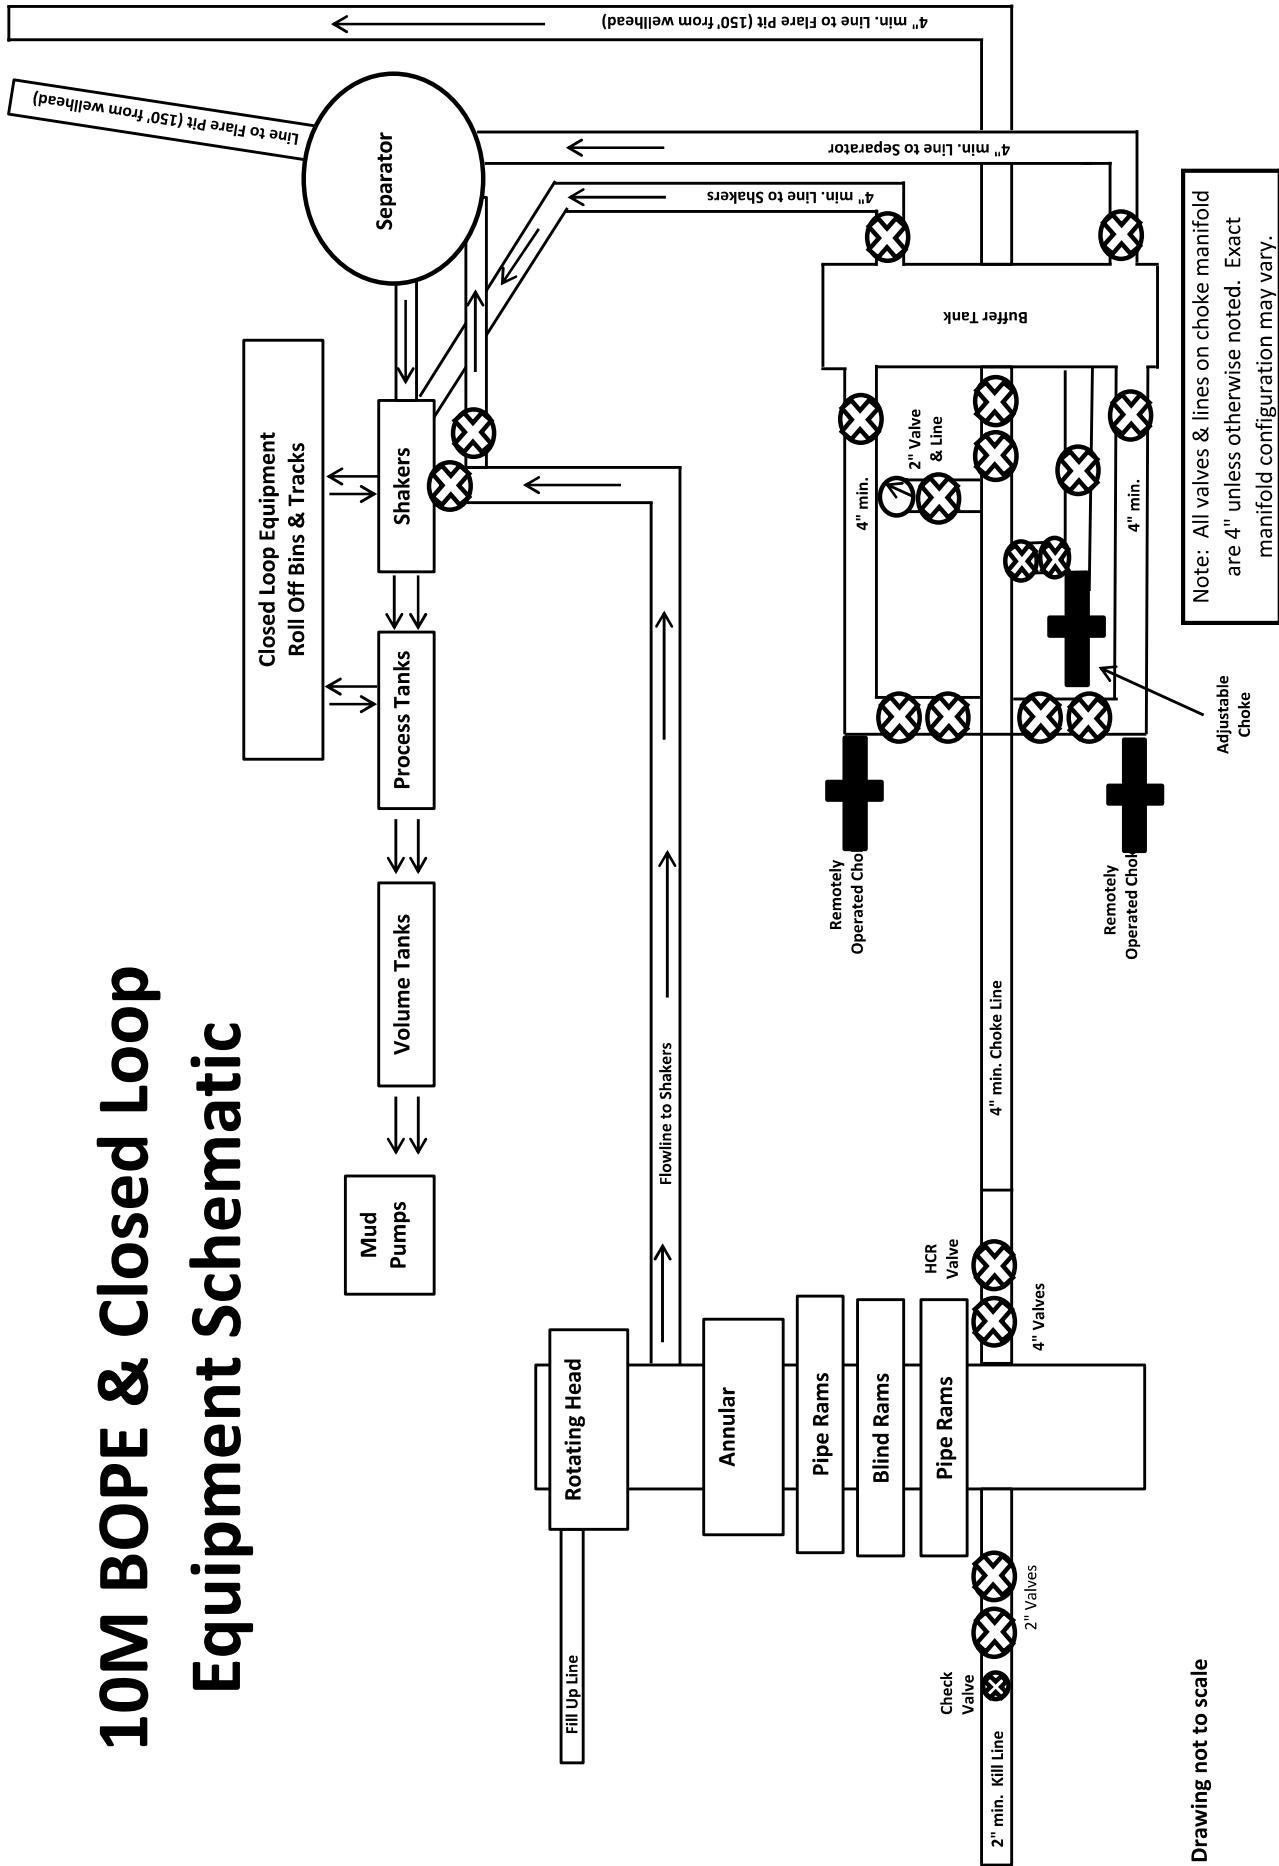 10M BOPE & Closed Loop
Equipment Schematic
Fill Up Line
Rotating Head
Annular
Pipe Rams
Blind Rams
Pipe Rams
2" min. Kill Line
Check
Valve
2" Valves
4" Valves
HCR
Valve
4" min. Choke Line
Flowline to Shakers
Mud
Pumps
Volume Tanks
Process Tanks
Shakers
Closed Loop Equipment
Roll Off Bins & Tracks
Separator
Line to Flare Pit (150' from wellhead)
4" min. Line to Flare Pit (150' from wellhead)
4" min. Line to Separator
4" min. Line to Shakers
Buffer Tank
2" Valve
& Line
4" min.
4" min.
Remotely
Operated Cho
Remotely
Operated Chok
Adjustable
Choke
Note: All valves & lines on choke manifold
are 4" unless otherwise noted. Exact
manifold configuration may vary.
Drawing not to scale